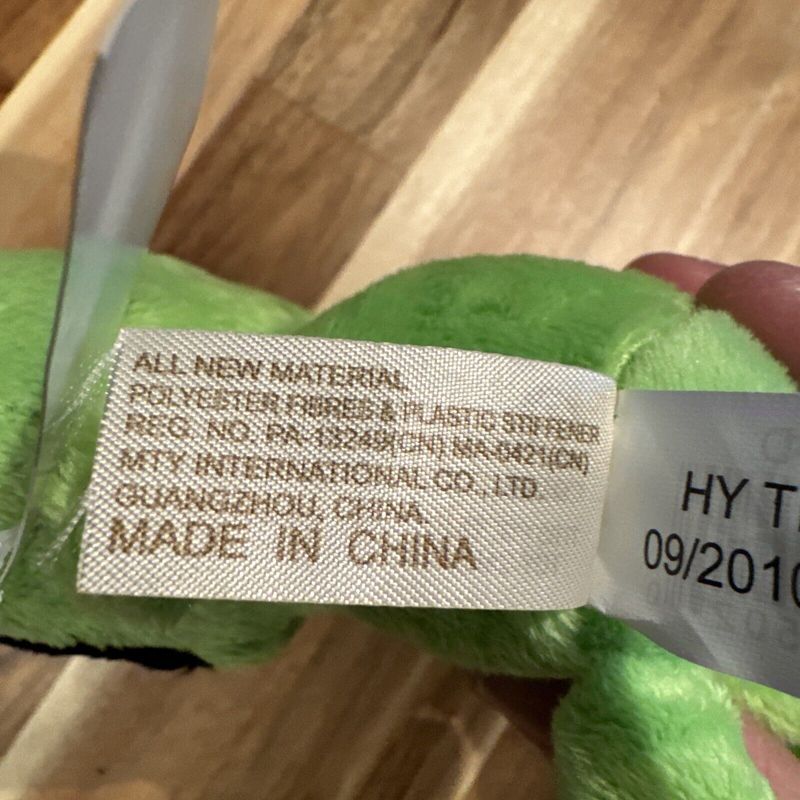 ALL NEW MATERIAL
POLYESTER FIBRES & PLASTIC STIFFENER
REG. NO: PA-13249(CN) MA-0421(CN)
MTY INTERNATIONAL CO., LTD.
GUANGZHOU, CHINA.
MADE IN CHINA
HY
09/2010